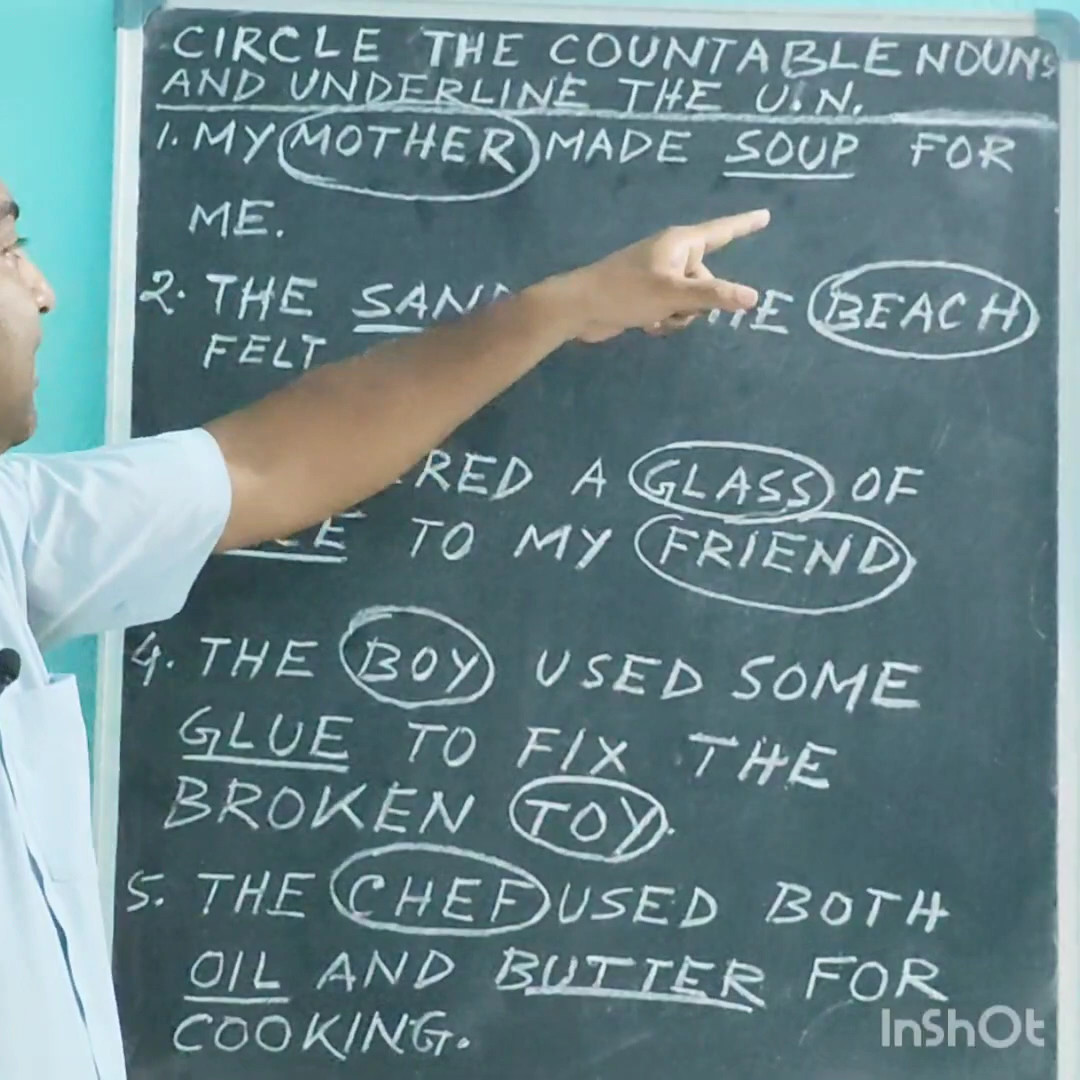 CIRCLE THE COUNTABLE NOUNS
AND UNDERLINE THE U.N.
1. MY MOTHER MADE SOUP FOR
ME.
2. THE BEACH
FELT
A GLASS OF
TO MY FRIEND
4. THE BOY USED SOME
GLUE TO FIX THE
BROKEN TOY.
5. THE CHEF USED BOTH
OIL AND BUTTER FOR
COOKING.
InShOt